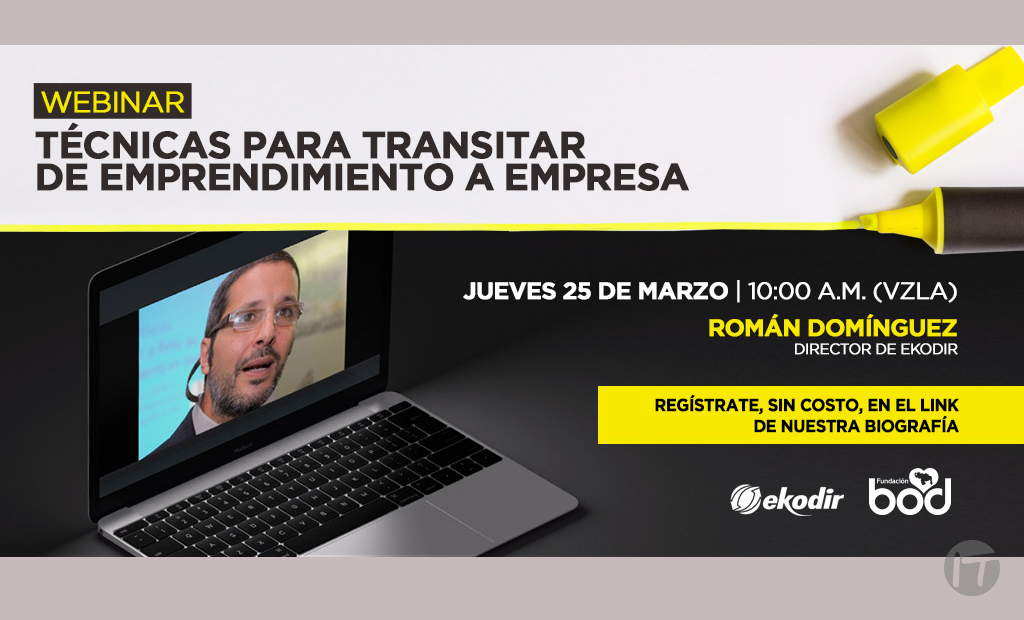 WEBINAR
TÉCNICAS PARA TRANSITAR
DE EMPRENDIMIENTO A EMPRESA
JUEVES 25 DE MARZO | 10:00 A.M. (VZLA)
ROMÁN DOMÍNGUEZ
DIRECTOR DE EKODIR
REGÍSTRATE, SIN COSTO, EN EL LINK
DE NUESTRA BIOGRAFÍA
ekodir
Fundación
bod
IT